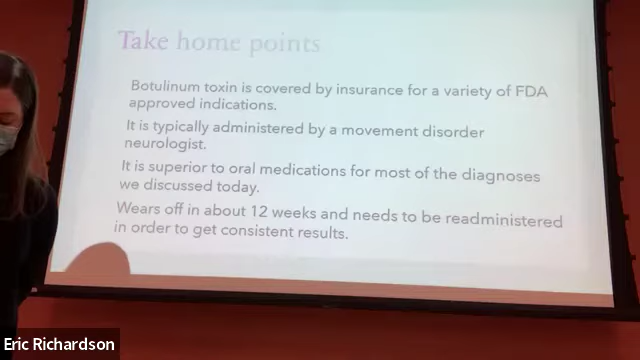 Take home points
Botulinum toxin is covered by insurance for a variety of FDA
approved indications.
It is typically administered by a movement disorder
neurologist.
It is superior to oral medications for most of the diagnoses
we discussed today.
Wears off in about 12 weeks and needs to be readministered
in order to get consistent results.
Eric Richardson